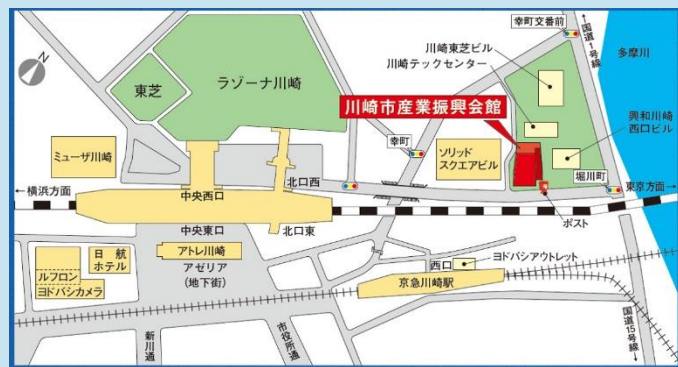 幸町交番前
国道1号線
多摩川
川崎東芝ビル
川崎テックセンター
N
ラゾーナ川崎
東芝
川崎市産業振興会館
興和川崎
西口ビル
幸町
ソリッド
スクエアビル
ミューザ川崎
堀川町
北口西
←横浜方面
中央西口
東京方面→
ポスト
中央東口
北口東
アトレ川崎
日航
ホテル
アゼリア
(地下街)
ルフロン
ヨドバシカメラ
西口
ヨドバシアウトレット
京急川崎駅
新川通
市役所通
国道15号線